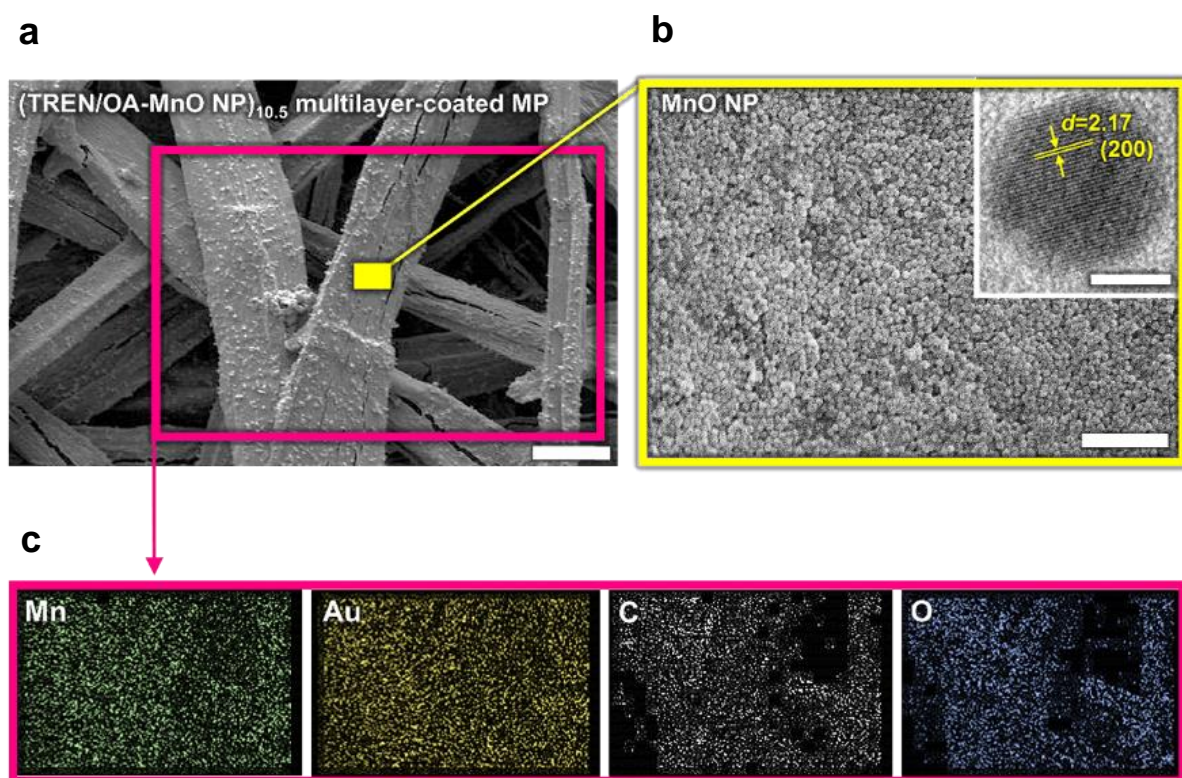 a
b
(TREN/OA-MnO NP)10.5 multilayer-coated MP
MnO NP
d=2.17
(200)
c
Mn
Au
C
O